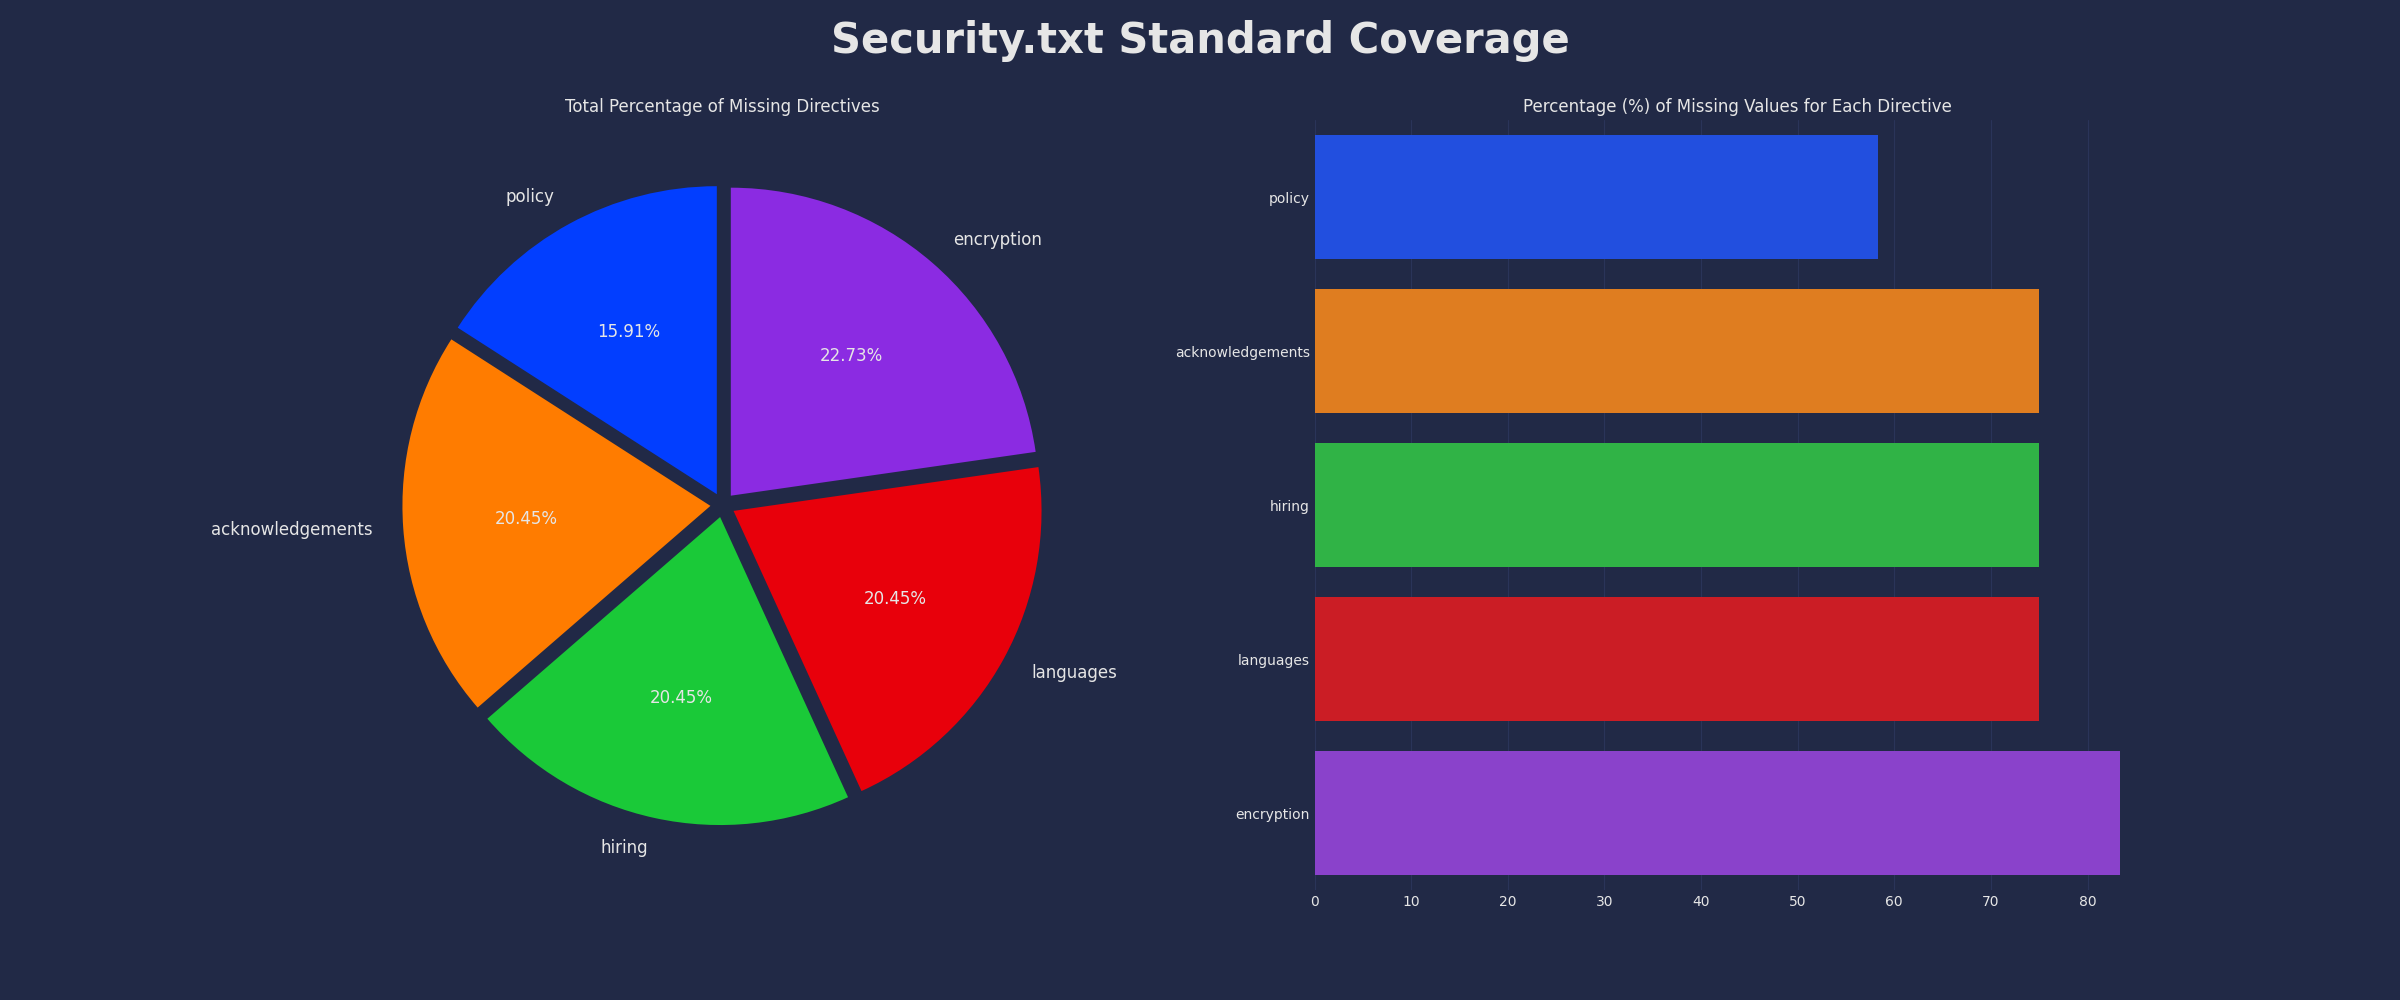 Security.txt Standard Coverage
Total Percentage of Missing Directives
policy
encryption
15.91%
22.73%
acknowledgements
20.45%
20.45%
languages
20.45%
hiring
Percentage (%) of Missing Values for Each Directive
policy
acknowledgements
hiring
languages
encryption
0 10 20 30 40 50 60 70 80